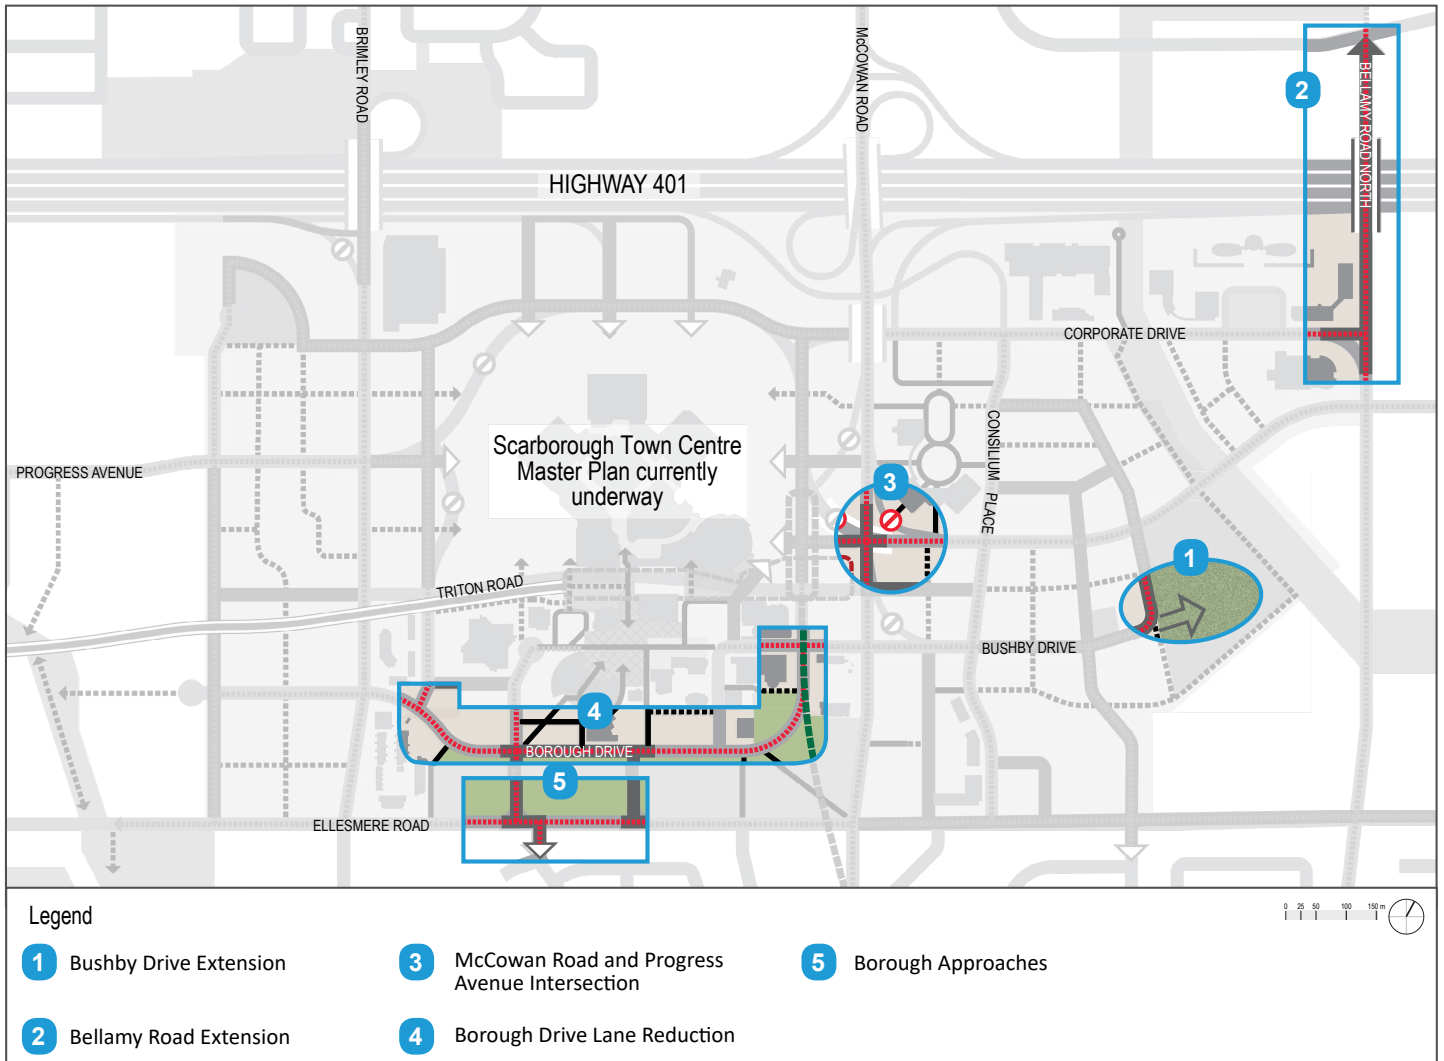 BRIMLEY ROAD
McCOWAN ROAD
BELLAMY ROAD NORTH
2
HIGHWAY 401
CORPORATE DRIVE
CONSILIUM PLACE
Scarborough Town Centre
Master Plan currently
underway
PROGRESS AVENUE
3
1
TRITON ROAD
BUSHBY DRIVE
4
BOROUGH DRIVE
5
ELLESMERE ROAD
Legend
0 25 50 100 150 m
1 Bushby Drive Extension
2 Bellamy Road Extension
3 McCowan Road and Progress
Avenue Intersection
4 Borough Drive Lane Reduction
5 Borough Approaches